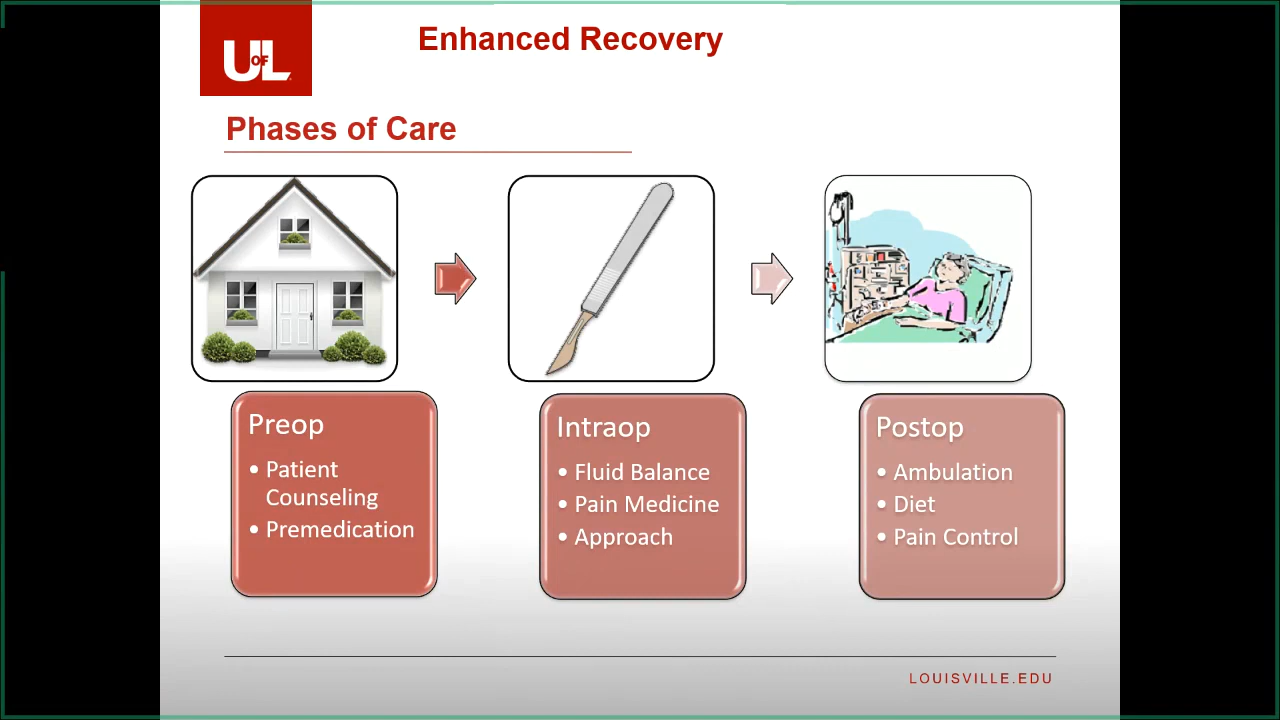 U OF L
Enhanced Recovery
Phases of Care
Preop
• Patient
Counseling
• Premedication
Intraop
• Fluid Balance
• Pain Medicine
• Approach
Postop
• Ambulation
• Diet
• Pain Control
LOUISVILLE.EDU